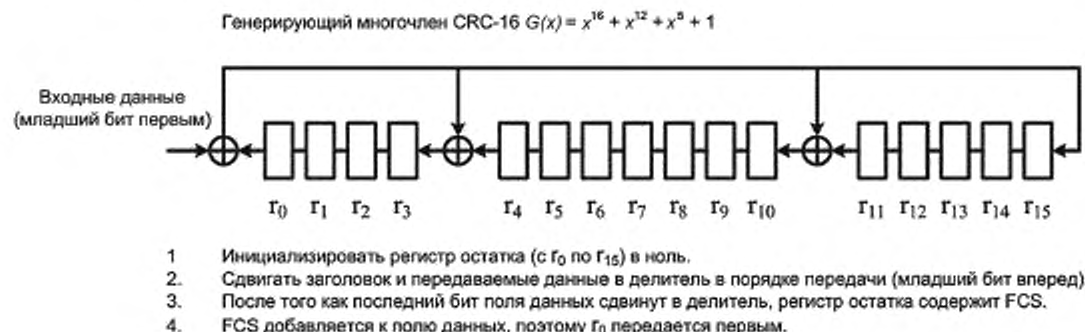 Генерирующий многочлен CRC-16 G(x) = x¹⁶ + x¹² + x⁵ + 1
Входные данные
(младший бит первым)
r₀ r₁ r₂ r₃ r₄ r₅ r₆ r₇ r₈ r₉ r₁₀ r₁₁ r₁₂ r₁₃ r₁₄ r₁₅
1 Инициализировать регистр остатка (с r₀ по r₁₅) в ноль.
2. Сдвигать заголовок и передаваемые данные в делитель в порядке передачи (младший бит вперед)
3. После того как последний бит поля данных сдвинут в делитель, регистр остатка содержит FCS.
4. FCS добавляется к полю данных, поэтому r₀ передается первым.